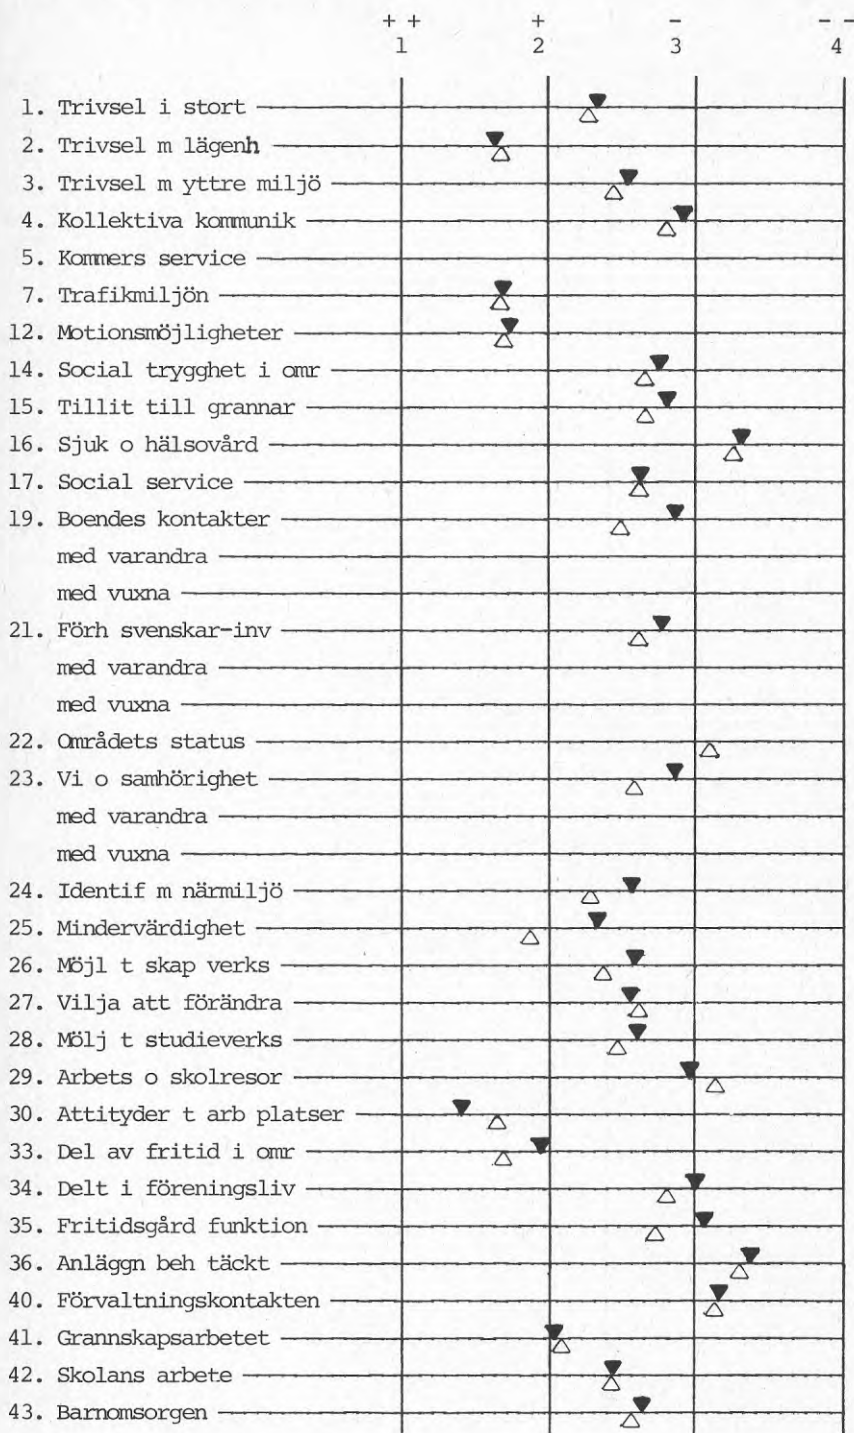 + + + - - -
1 2 3 4
1. Trivsel i stort
2. Trivsel m lägenh
3. Trivsel m yttre miljö
4. Kollektiva kommunik
5. Kommers service
7. Trafikmiljön
12. Motionsmöjligheter
14. Social trygghet i omr
15. Tillit till grannar
16. Sjuk o hälsovård
17. Social service
19. Boendes kontakter
med varandra
med vuxna
21. Förh svenskar-inv
med varandra
med vuxna
22. Områdets status
23. Vi o samhörighet
med varandra
med vuxna
24. Identif m närmiljö
25. Mindervärdighet
26. Möjl t skap verks
27. Vilja att förändra
28. Mölj t studieverks
29. Arbets o skolresor
30. Attityder t arb platser
33. Del av fritid i omr
34. Delt i föreningsliv
35. Fritidsgård funktion
36. Anläggn beh täckt
40. Förvaltningskontakten
41. Grannskapsarbetet
42. Skolans arbete
43. Barnomsorgen